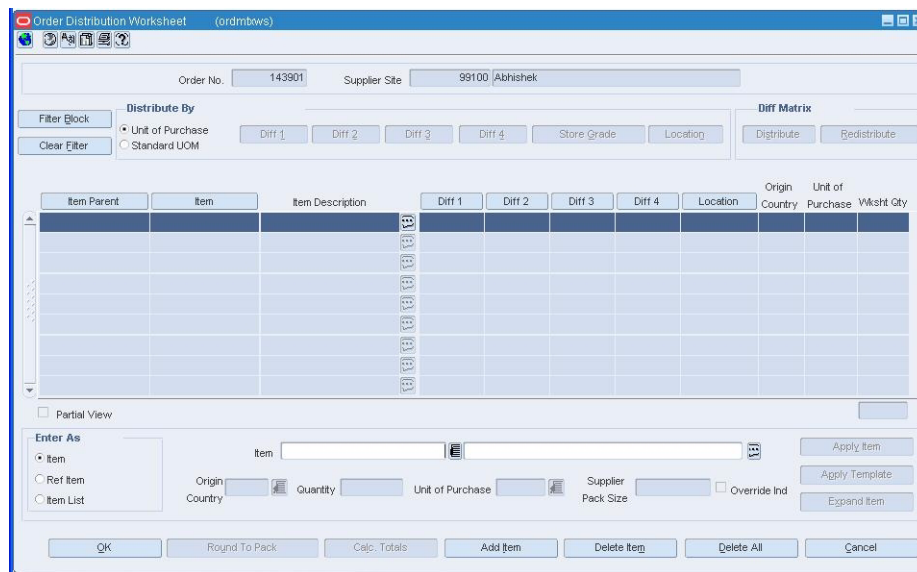 Order Distribution Worksheet (ordmtxws)
Order No. 143901 Supplier Site 99100 Abhishek
Filter Block
Clear Filter
Distribute By
Unit of Purchase
Standard UOM
Diff 1 Diff 2 Diff 3 Diff 4 Store Grade Location
Diff Matrix
Distribute Redistribute
Item Parent Item Item Description Diff 1 Diff 2 Diff 3 Diff 4 Location Origin Country Unit of Purchase Wksht Qty
Partial View
Enter As
Item
Ref Item
Item List
Item
Origin Country Quantity Unit of Purchase Supplier Pack Size Override Ind
Apply Item
Apply Template
Expand Item
OK Round To Pack Calc. Totals Add Item Delete Item Delete All Cancel